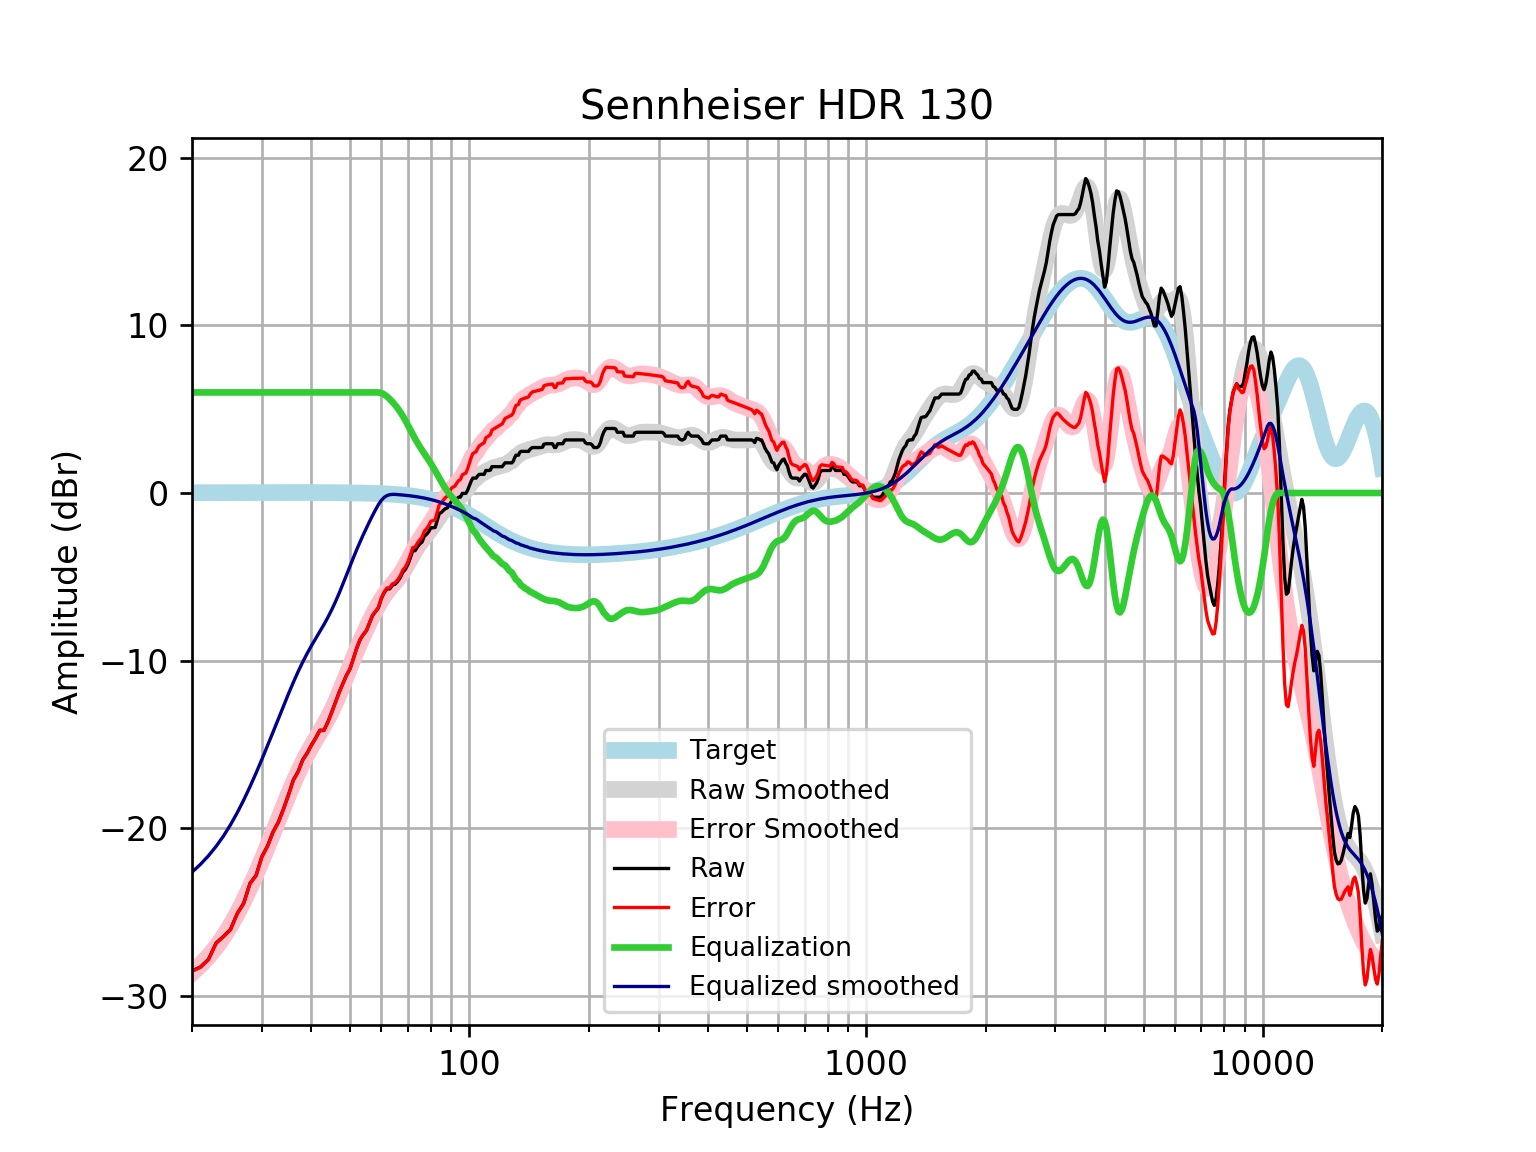 Sennheiser HDR 130
20
10
0
−10
−20
−30
Amplitude (dBr)
Target
Raw Smoothed
Error Smoothed
Raw
Error
Equalization
Equalized smoothed
100 1000 10000
Frequency (Hz)